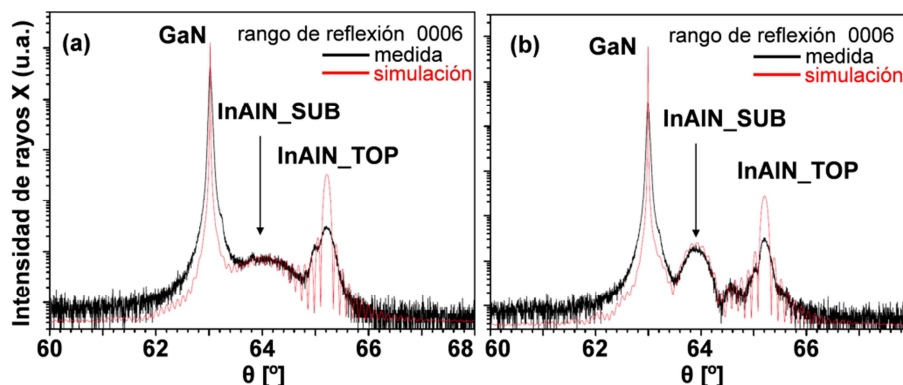 (a)
GaN
rango de reflexión 0006
medida
simulación
InAlN_SUB
InAlN_TOP
Intensidad de rayos X (u.a.)
60 62 64 66 68
θ [º]
(b)
GaN
rango de reflexión 0006
medida
simulación
InAlN_SUB
InAlN_TOP
60 62 64 66
θ [º]